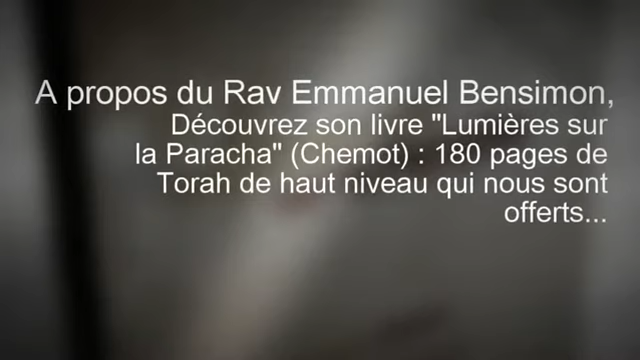 A propos du Rav Emmanuel Bensimon,
Découvrez son livre "Lumières sur
la Paracha" (Chemot) : 180 pages de
Torah de haut niveau qui nous sont
offerts...